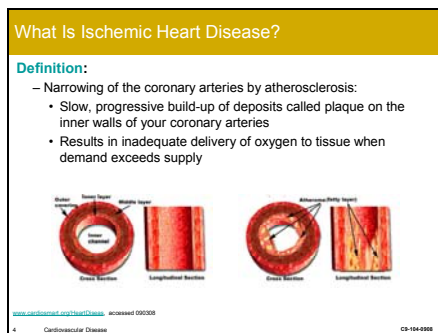 What Is Ischemic Heart Disease?
Definition:
– Narrowing of the coronary arteries by atherosclerosis:
• Slow, progressive build-up of deposits called plaque on the
inner walls of your coronary arteries
• Results in inadequate delivery of oxygen to tissue when
demand exceeds supply
Outer covering
Inner layer
Middle layer
Inner channel
Cross Section
Longitudinal Section
Atheroma (fatty layer)
Cross Section
Longitudinal Section
www.cardiosmart.org/HeartDisease, accessed 090308
4 Cardiovascular Disease
C9-104-0908